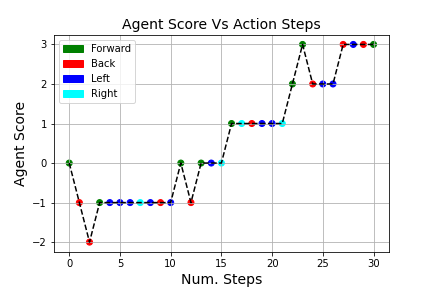 Agent Score Vs Action Steps
Forward
Back
Left
Right
Agent Score
3
2
1
0
−1
−2
0 5 10 15 20 25 30
Num. Steps